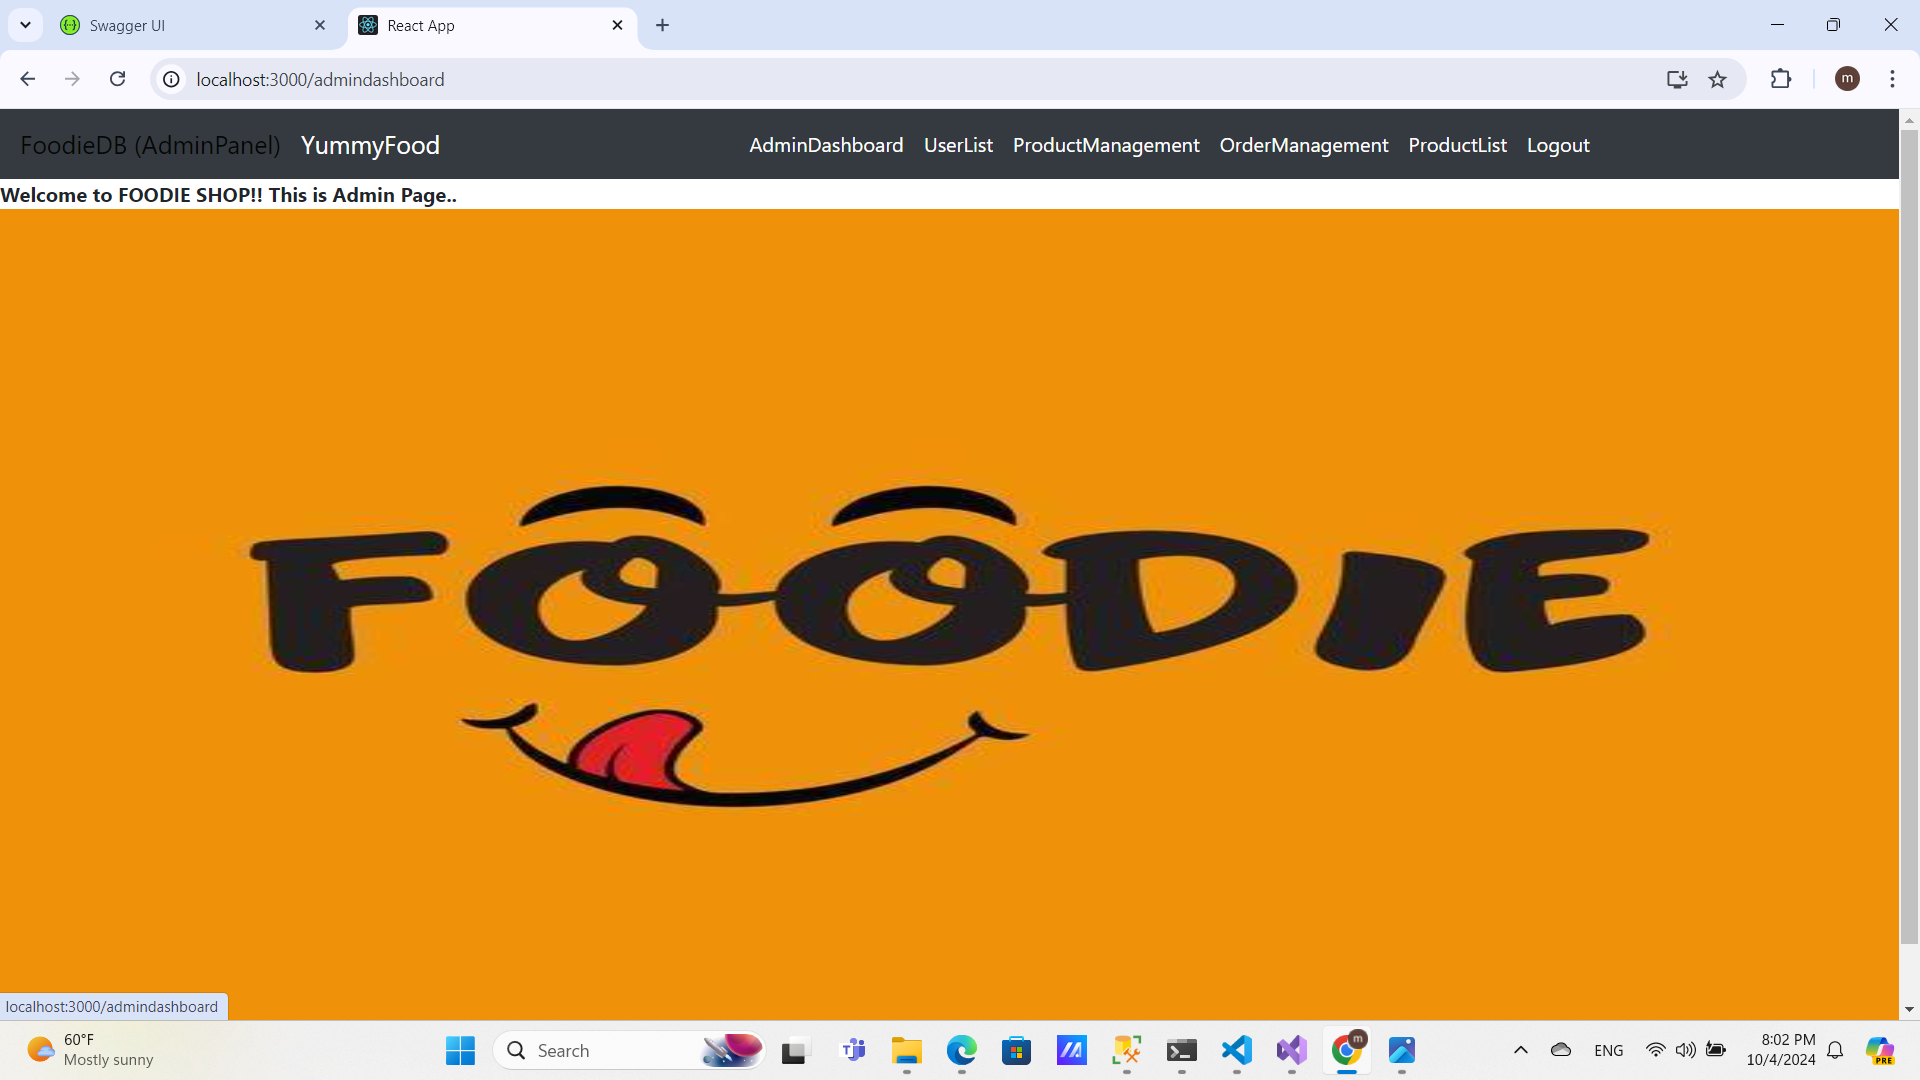 Swagger UI
React App
localhost:3000/admindashboard
m
FoodieDB (AdminPanel) YummyFood AdminDashboard UserList ProductManagement OrderManagement ProductList Logout
Welcome to FOODIE SHOP!! This is Admin Page..
FOODIE
localhost:3000/admindashboard
60°F
Mostly sunny
Search
m
ENG
8:02 PM
10/4/2024
PRE